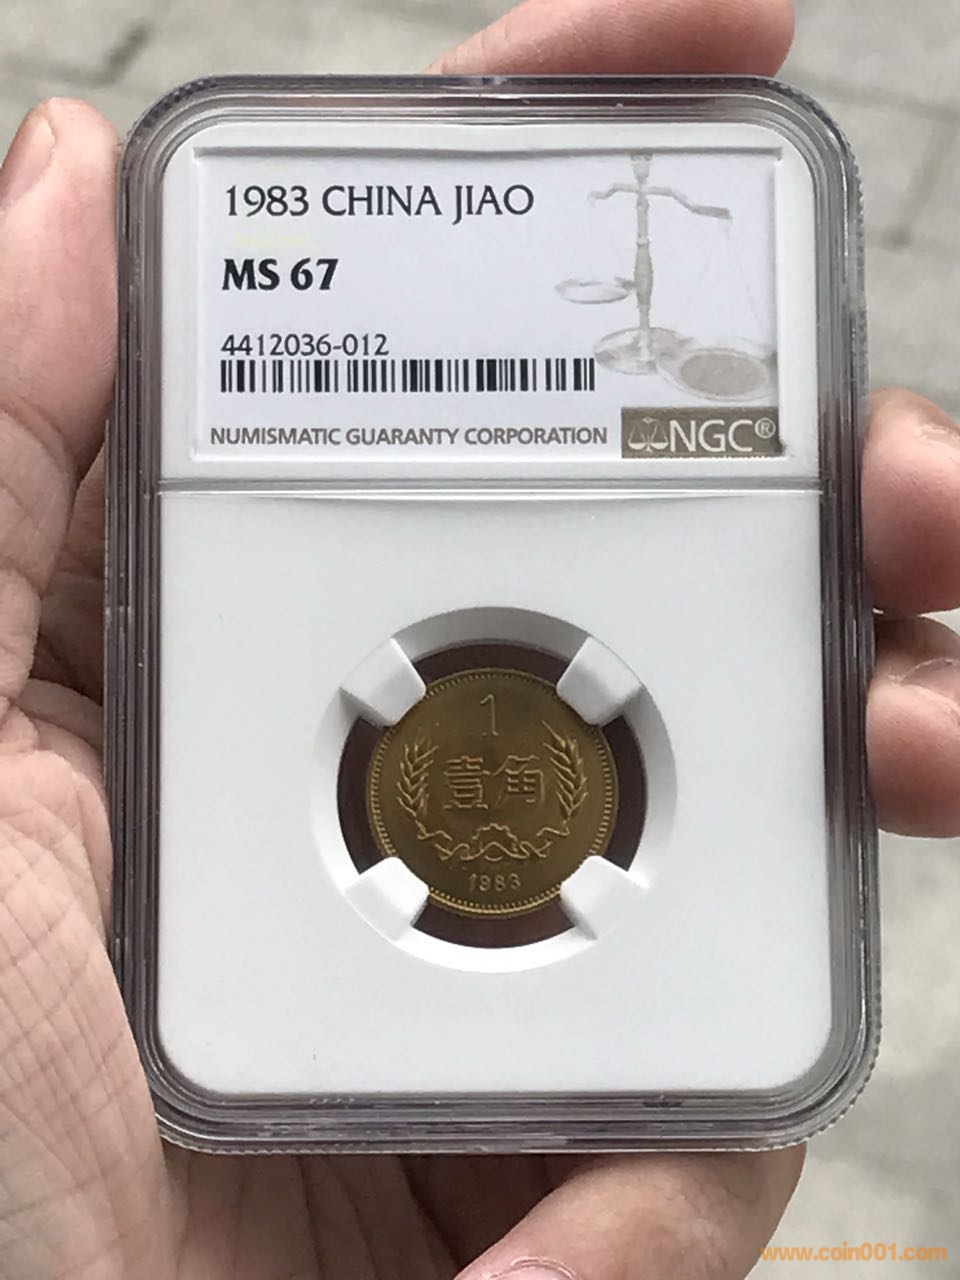 1983 CHINA JIAO
MS 67
4412036-012
NUMISMATIC GUARANTY CORPORATION
NGC®
1
壹角
1983
www.coin001.com